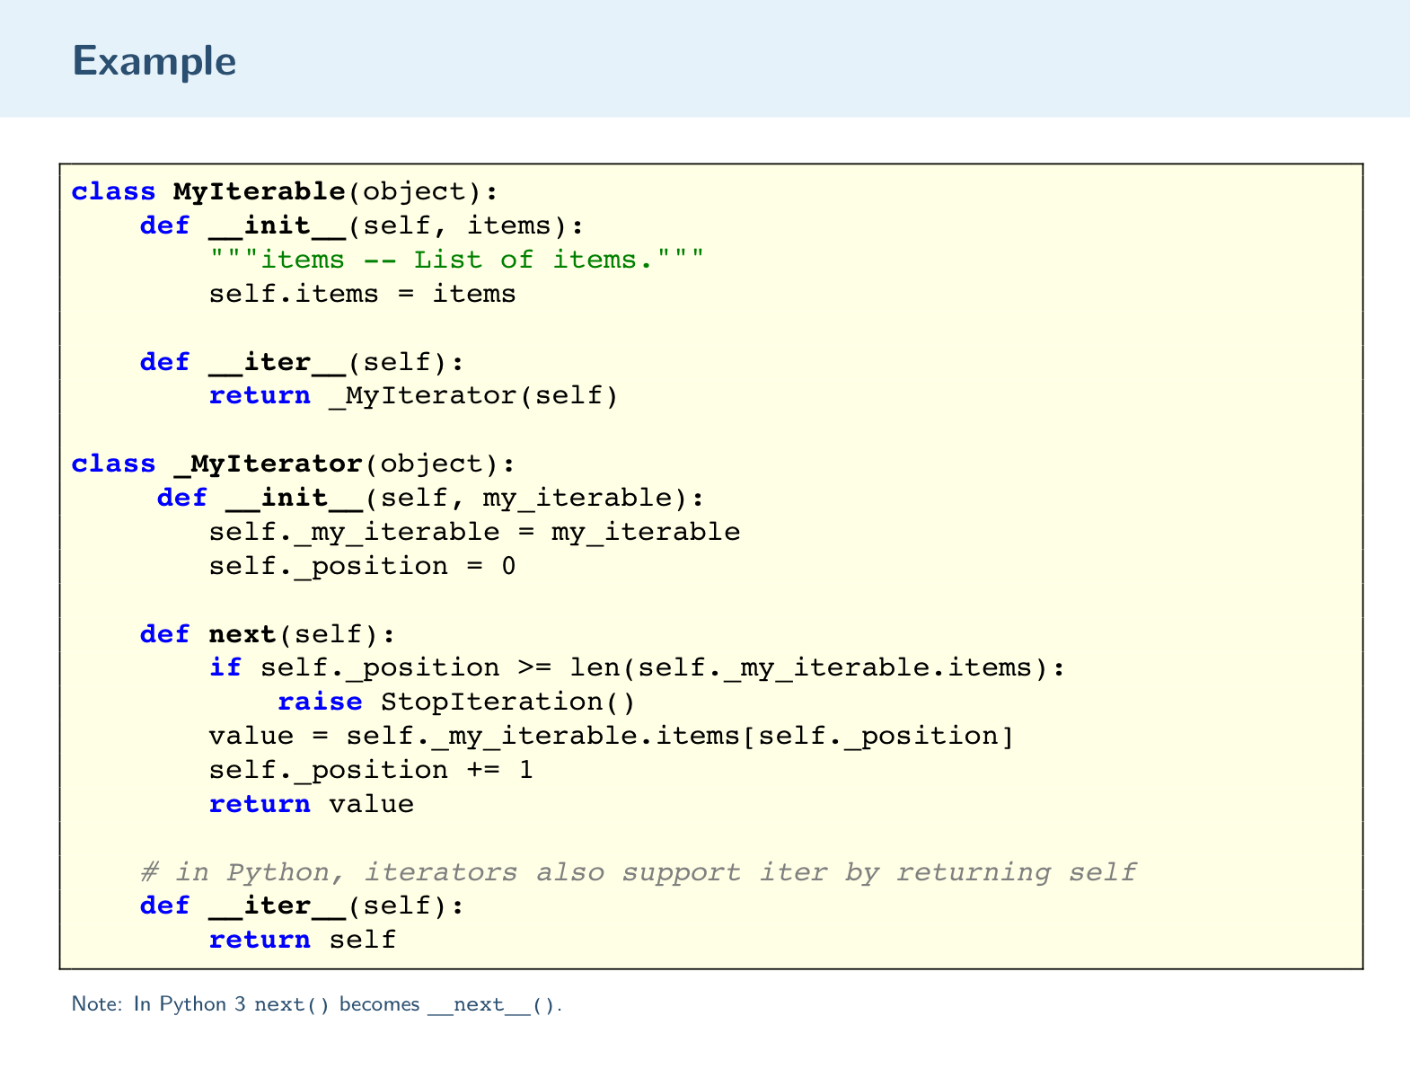 Example
class MyIterable(object):
    def __init__(self, items):
        """items -- List of items."""
        self.items = items

    def __iter__(self):
        return _MyIterator(self)

class _MyIterator(object):
     def __init__(self, my_iterable):
        self._my_iterable = my_iterable
        self._position = 0

    def next(self):
        if self._position >= len(self._my_iterable.items):
            raise StopIteration()
        value = self._my_iterable.items[self._position]
        self._position += 1
        return value

    # in Python, iterators also support iter by returning self
    def __iter__(self):
        return self
Note: In Python 3 next() becomes __next__().